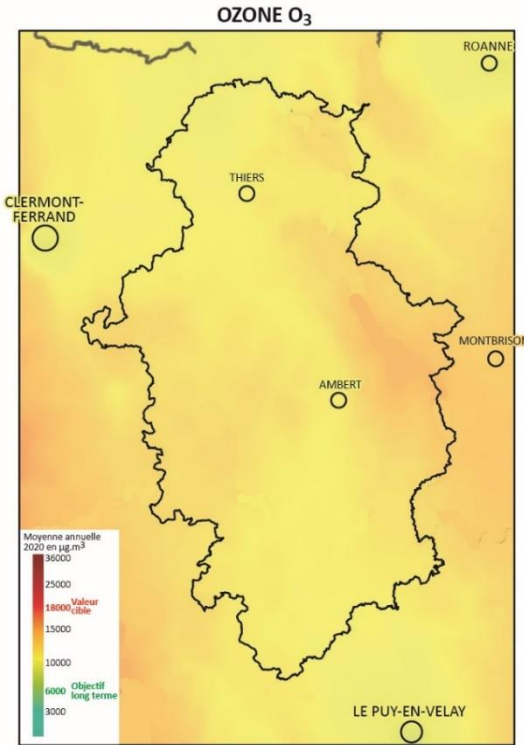 OZONE O₃
ROANNE
THIERS
CLERMONT-
FERRAND
MONTBRISON
AMBERT
Moyenne annuelle
2020 en µg.m³
36000
25000
18000 Valeur
cible
15000
10000
6000 Objectif
long terme
3000
LE PUY-EN-VELAY